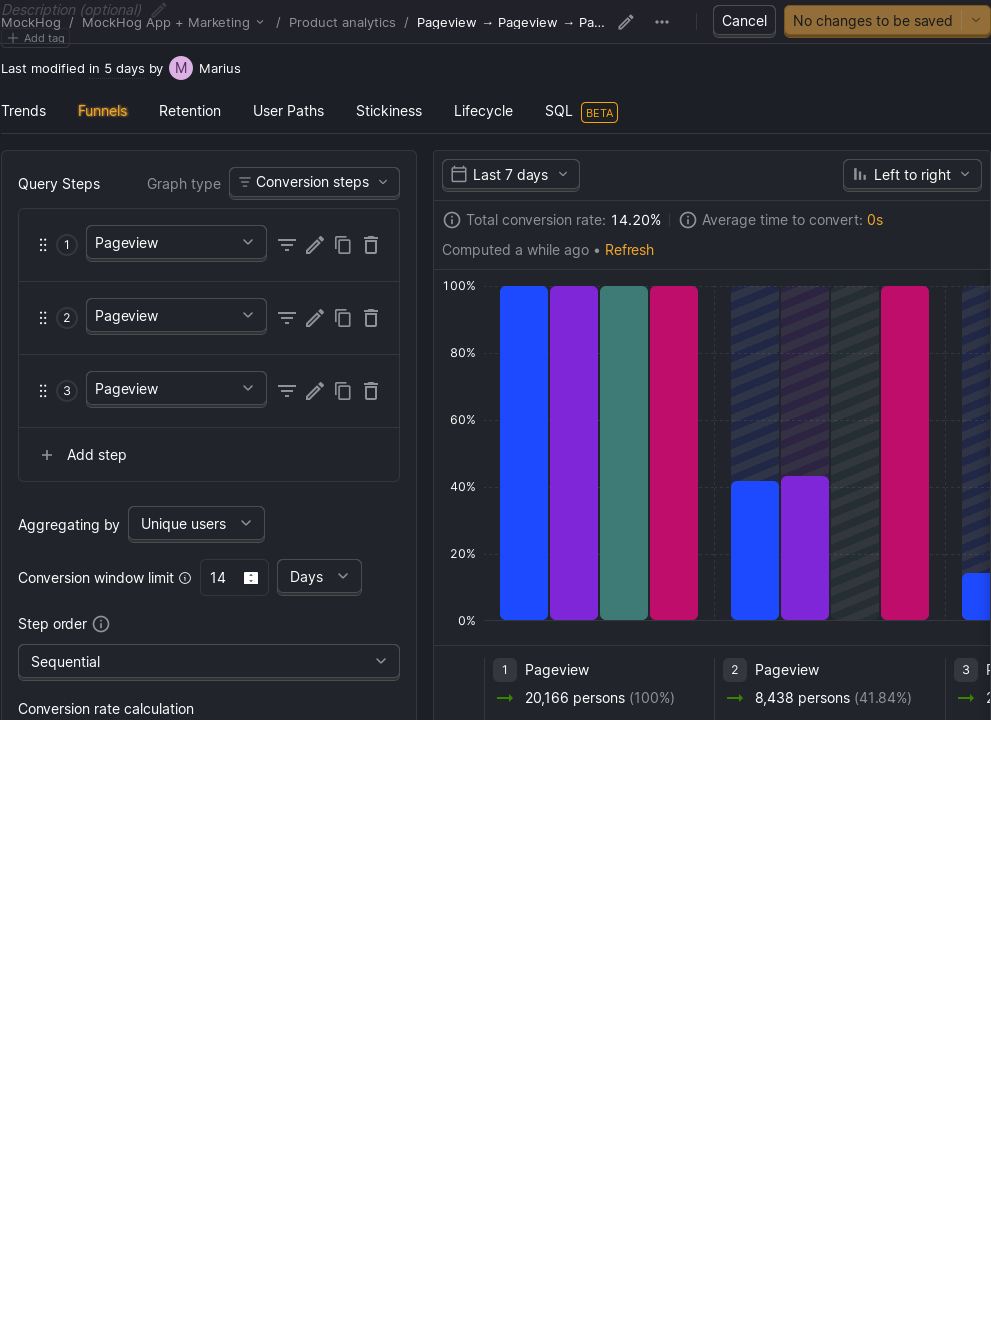 Description (optional)
MockHog / MockHog App + Marketing / Product analytics / Pageview → Pageview → Pa...
Cancel
No changes to be saved
Add tag
Last modified in 5 days by M Marius
Trends Funnels Retention User Paths Stickiness Lifecycle SQL BETA
Query Steps Graph type Conversion steps
1 Pageview
2 Pageview
3 Pageview
Add step
Aggregating by Unique users
Conversion window limit 14 Days
Step order
Sequential
Conversion rate calculation
Last 7 days Left to right
Total conversion rate: 14.20% Average time to convert: 0s
Computed a while ago • Refresh
100%
80%
60%
40%
20%
0%
1 Pageview
20,166 persons (100%)
2 Pageview
8,438 persons (41.84%)
3